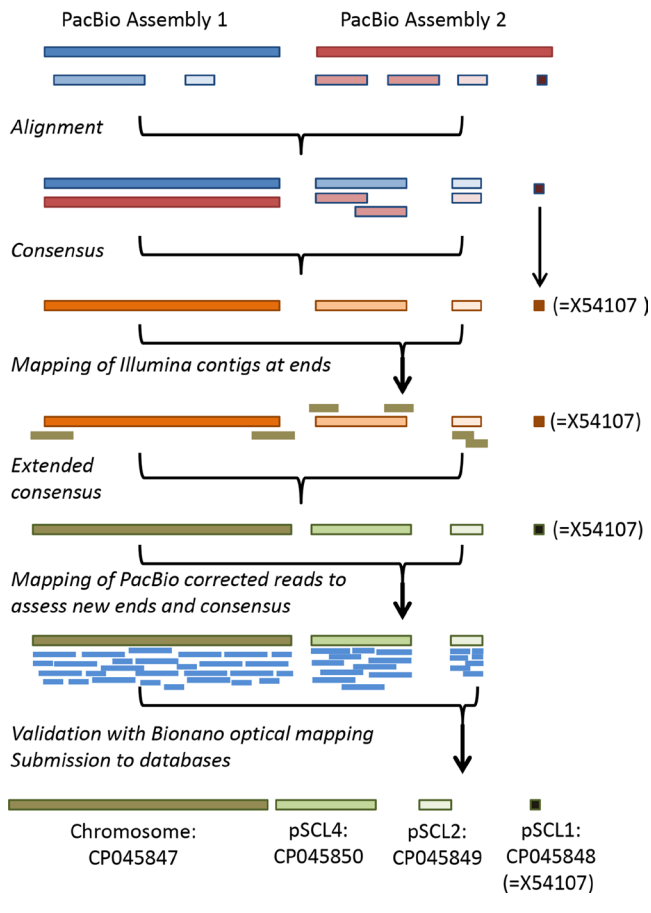 PacBio Assembly 1
PacBio Assembly 2
Alignment
Consensus
(=X54107 )
Mapping of Illumina contigs at ends
(=X54107)
Extended
consensus
(=X54107)
Mapping of PacBio corrected reads to
assess new ends and consensus
Validation with Bionano optical mapping
Submission to databases
Chromosome:
CP045847
pSCL4:
CP045850
pSCL2:
CP045849
pSCL1:
CP045848
(=X54107)